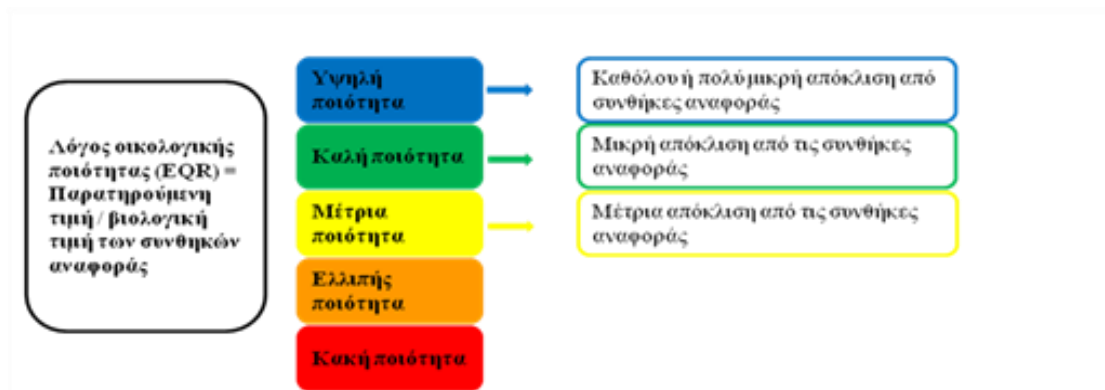 Λόγος οικολογικής
ποιότητας (EQR) =
Παρατηρούμενη
τιμή / βιολογική
τιμή των συνθηκών
αναφοράς
Υψηλή
ποιότητα
Καθόλου ή πολύ μικρή απόκλιση από
συνθήκες αναφοράς
Καλή ποιότητα
Μικρή απόκλιση από τις συνθήκες
αναφοράς
Μέτρια
ποιότητα
Μέτρια απόκλιση από τις συνθήκες
αναφοράς
Ελλιπής
ποιότητα
Κακή ποιότητα